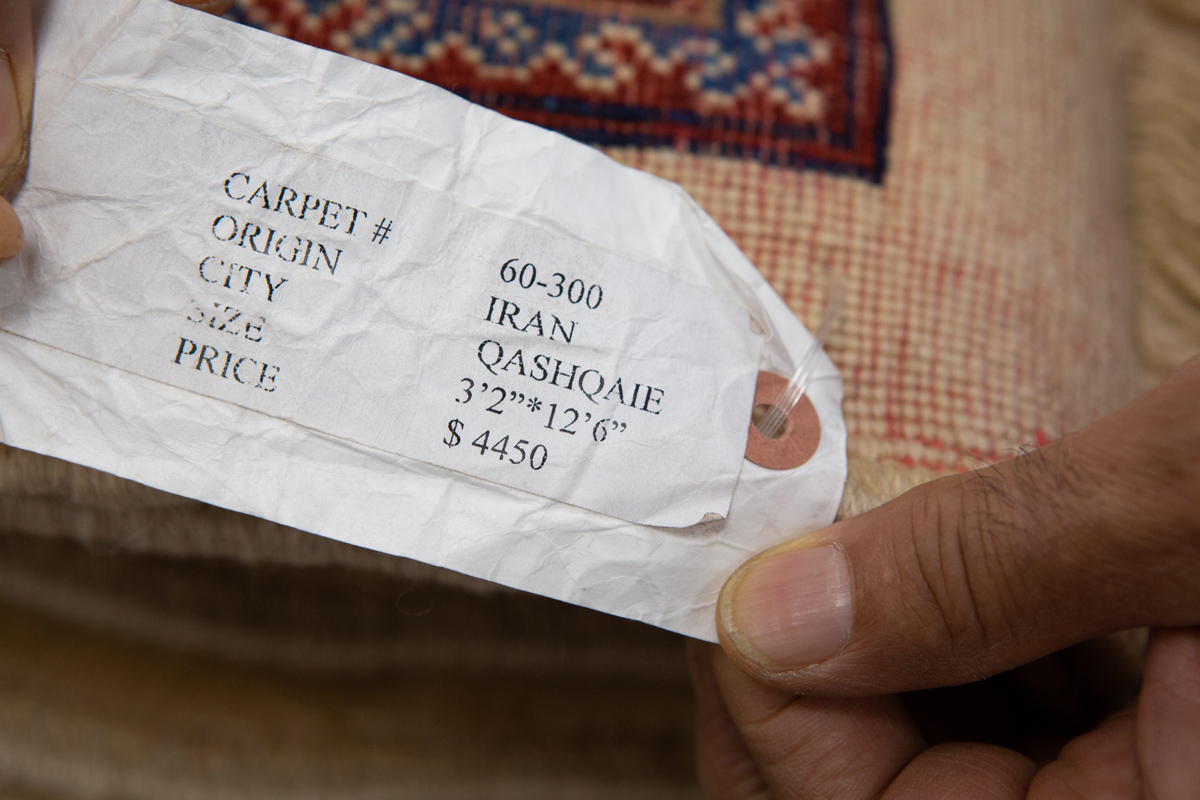 CARPET # 60-300
ORIGIN IRAN
CITY QASHQAIE
SIZE 3’2”*12’6”
PRICE $ 4450